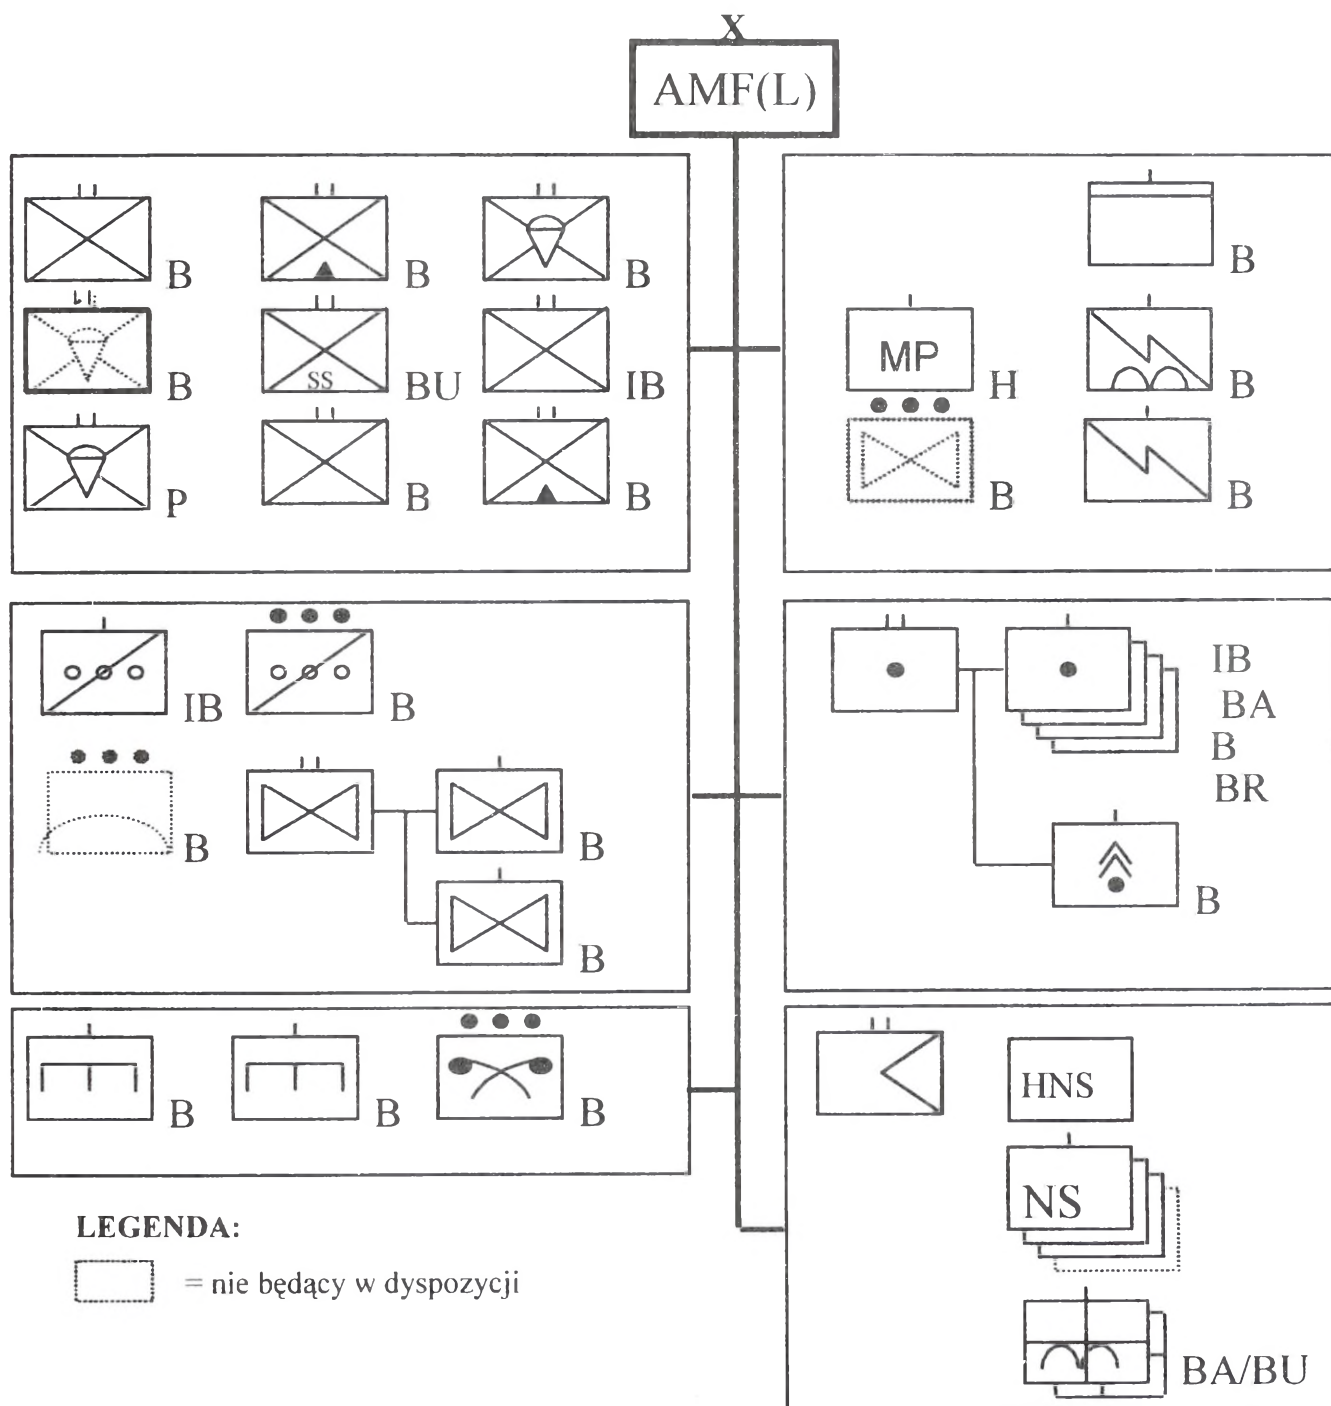 X
AMF(L)
B B B
B SS BU IB
P B B
B
MP H B
B B
IB B
B B
B
IB
BA
B
BR
B
B B B
HNS
NS
BA/BU
LEGENDA:
= nie będący w dyspozycji